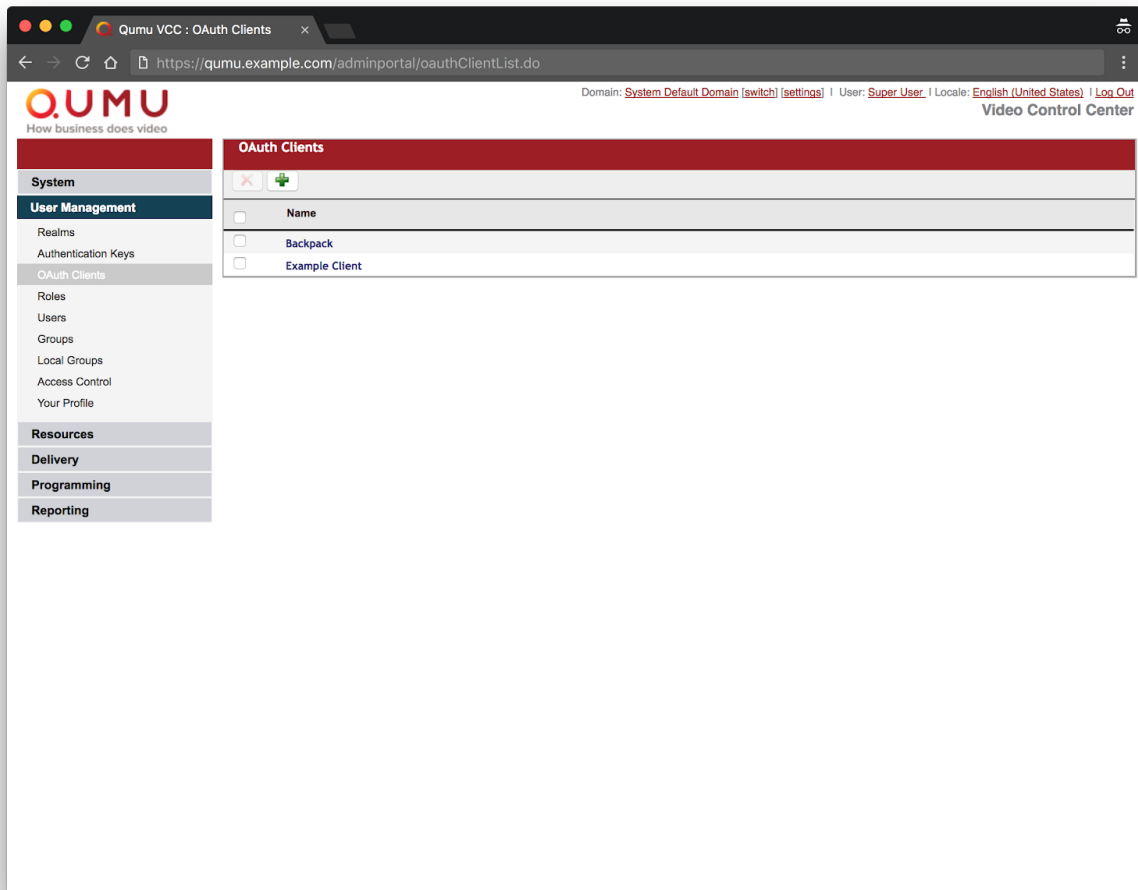 Qumu VCC : OAuth Clients
https://qumu.example.com/adminportal/oauthClientList.do
QUMU
How business does video
Domain: System Default Domain [switch] [settings] | User: Super User | Locale: English (United States) | Log Out
Video Control Center
System
User Management
Realms
Authentication Keys
OAuth Clients
Roles
Users
Groups
Local Groups
Access Control
Your Profile
Resources
Delivery
Programming
Reporting
OAuth Clients
Name
Backpack
Example Client